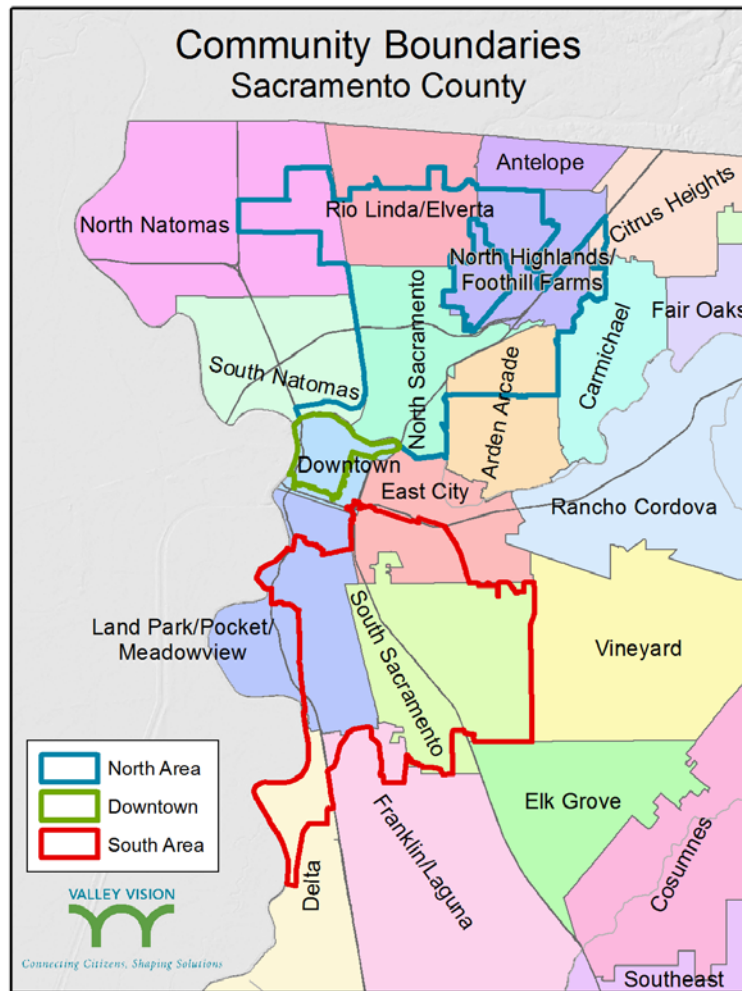 Community Boundaries
Sacramento County
Antelope
Citrus Heights
North Natomas
Rio Linda/Elverta
North Highlands/
Foothill Farms
Fair Oaks
Carmichael
South Natomas
North Sacramento
Arden Arcade
Downtown
East City
Rancho Cordova
South Sacramento
Land Park/Pocket/
Meadowview
Vineyard
North Area
Downtown
South Area
Elk Grove
Franklin/Laguna
Delta
Cosumnes
Southeast
VALLEY VISION
Connecting Citizens, Shaping Solutions